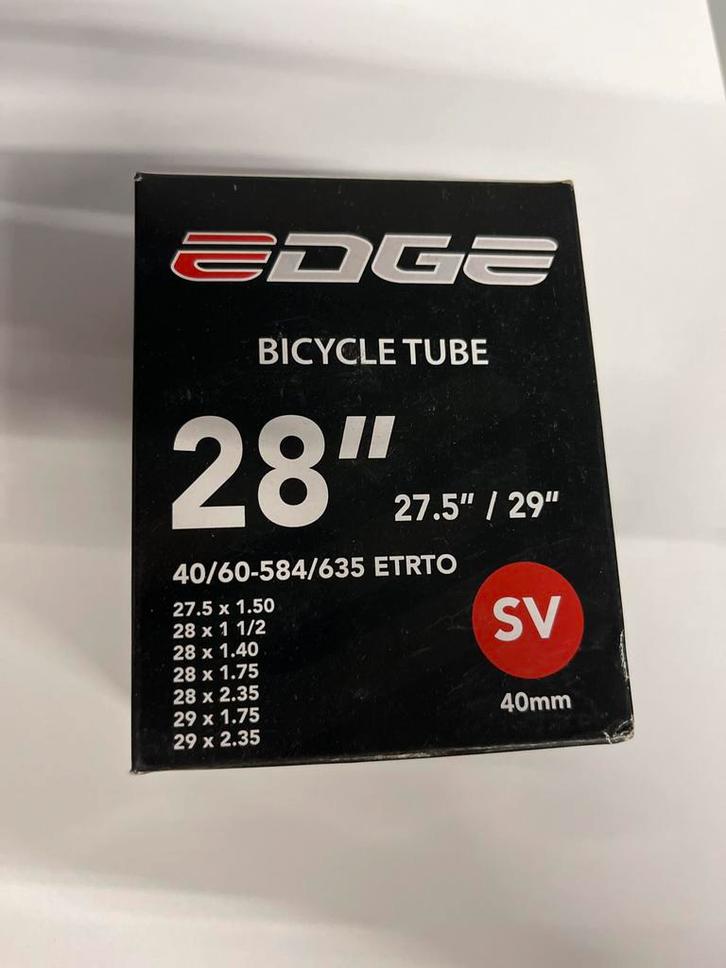 EDGE
BICYCLE TUBE
28"
27.5" / 29"
40/60-584/635 ETRTO
27.5 x 1.50
28 x 1 1/2
28 x 1.40
28 x 1.75
28 x 2.35
29 x 1.75
29 x 2.35
SV
40mm